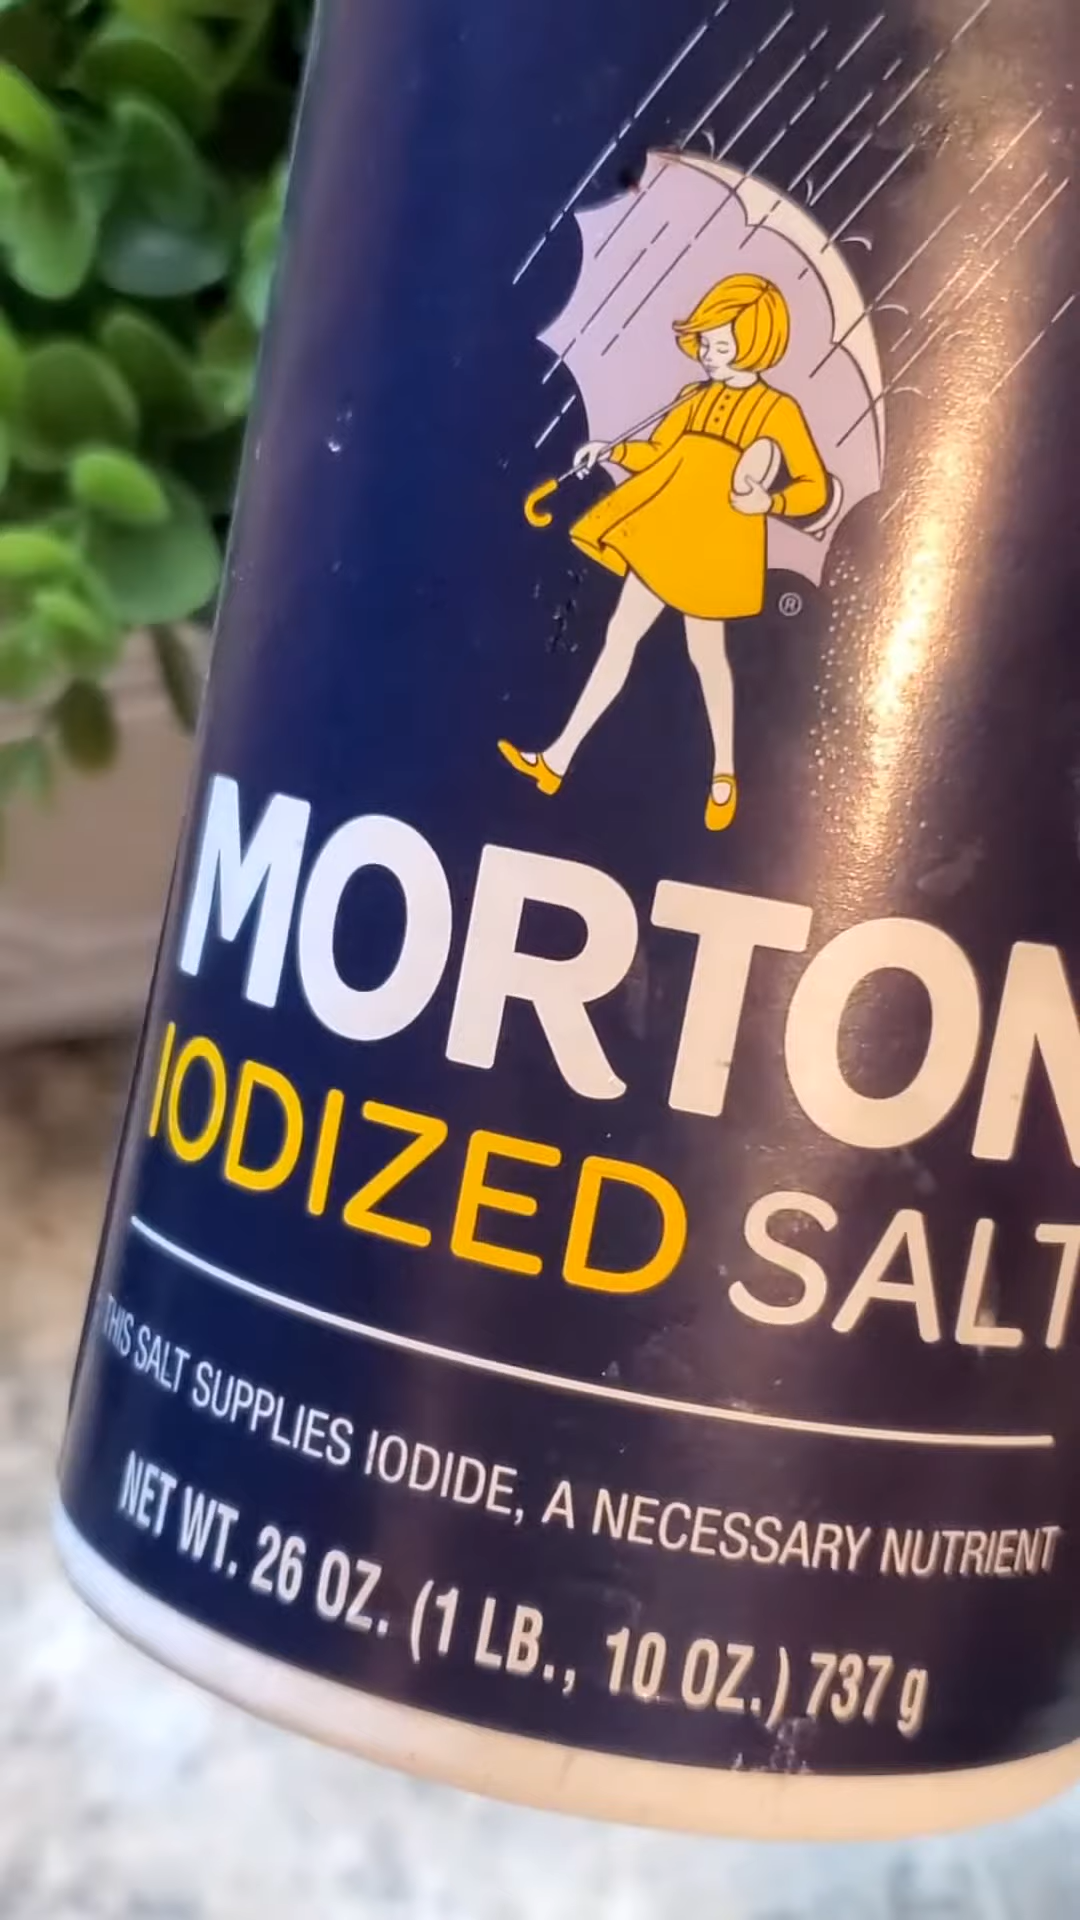 ®
MORTON
IODIZED SALT
THIS SALT SUPPLIES IODIDE, A NECESSARY NUTRIENT
NET WT. 26 OZ. (1 LB., 10 OZ.) 737 g